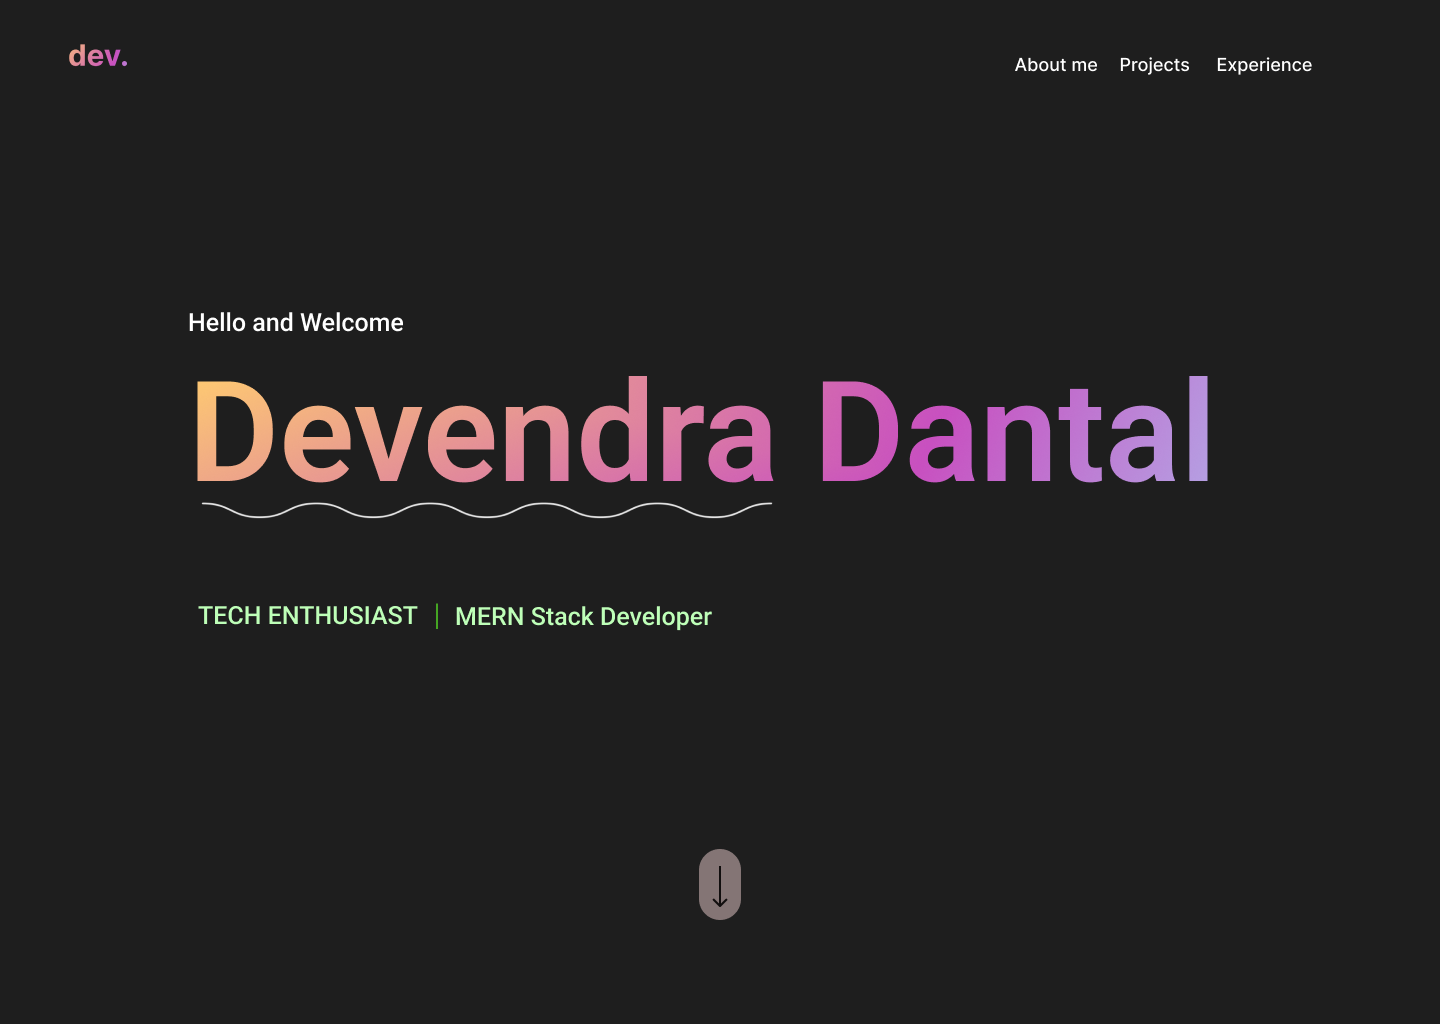 dev.
About me Projects Experience
Hello and Welcome
Devendra Dantal
TECH ENTHUSIAST | MERN Stack Developer